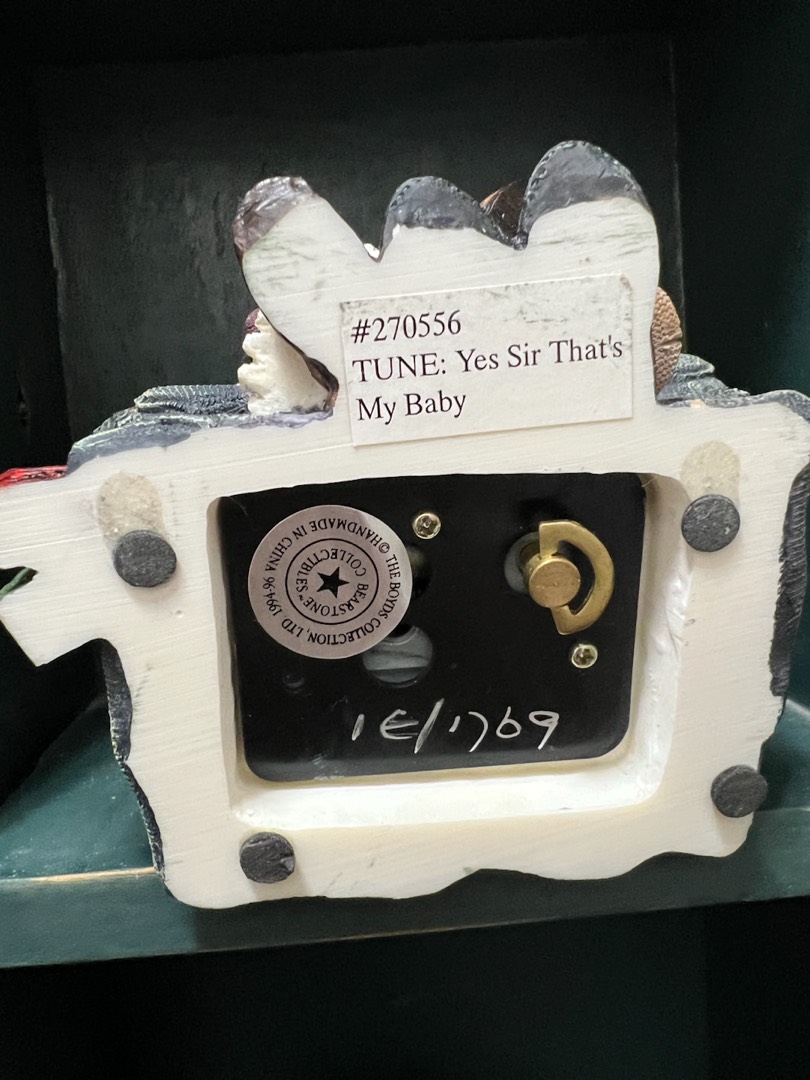 #270556
TUNE: Yes Sir That's
My Baby
© THE BOYDS COLLECTION, LTD 1994-96 HANDMADE IN CHINA
BEARSTONE COLLECTIBLES™
1E/1769